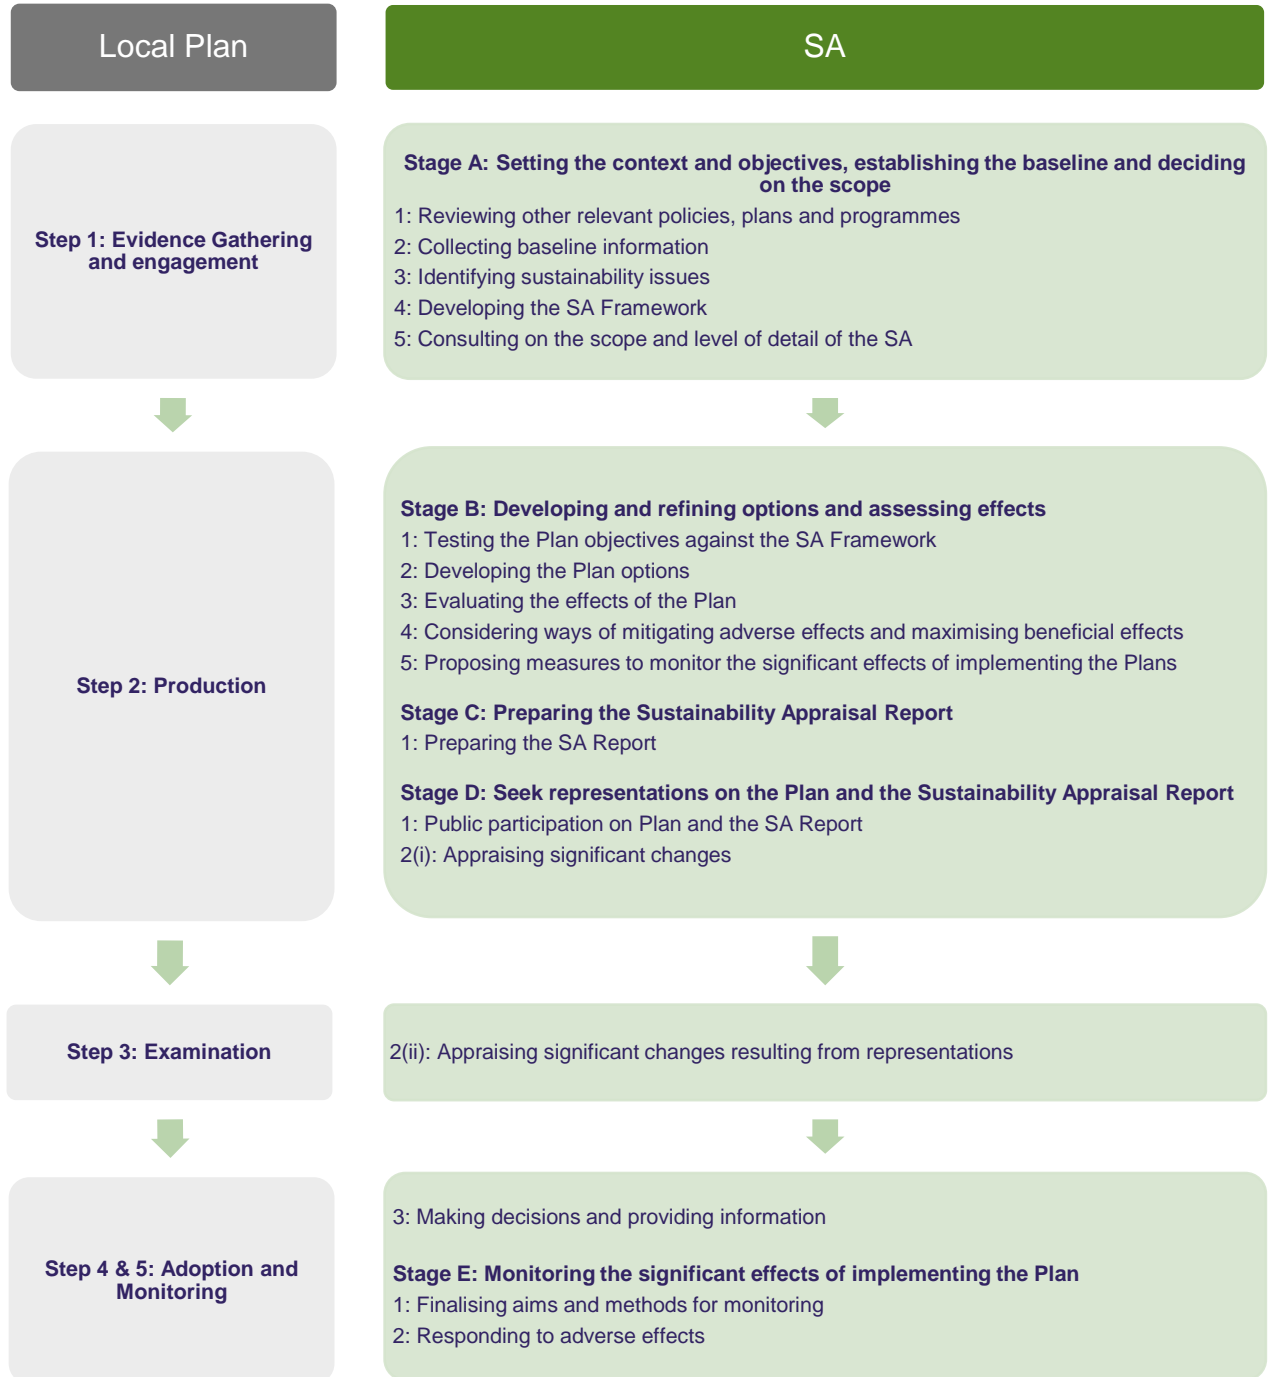 Local Plan
SA
Step 1: Evidence Gathering
and engagement
Stage A: Setting the context and objectives, establishing the baseline and deciding
on the scope
1: Reviewing other relevant policies, plans and programmes
2: Collecting baseline information
3: Identifying sustainability issues
4: Developing the SA Framework
5: Consulting on the scope and level of detail of the SA
Step 2: Production
Stage B: Developing and refining options and assessing effects
1: Testing the Plan objectives against the SA Framework
2: Developing the Plan options
3: Evaluating the effects of the Plan
4: Considering ways of mitigating adverse effects and maximising beneficial effects
5: Proposing measures to monitor the significant effects of implementing the Plans
Stage C: Preparing the Sustainability Appraisal Report
1: Preparing the SA Report
Stage D: Seek representations on the Plan and the Sustainability Appraisal Report
1: Public participation on Plan and the SA Report
2(i): Appraising significant changes
Step 3: Examination
2(ii): Appraising significant changes resulting from representations
Step 4 & 5: Adoption and
Monitoring
3: Making decisions and providing information
Stage E: Monitoring the significant effects of implementing the Plan
1: Finalising aims and methods for monitoring
2: Responding to adverse effects